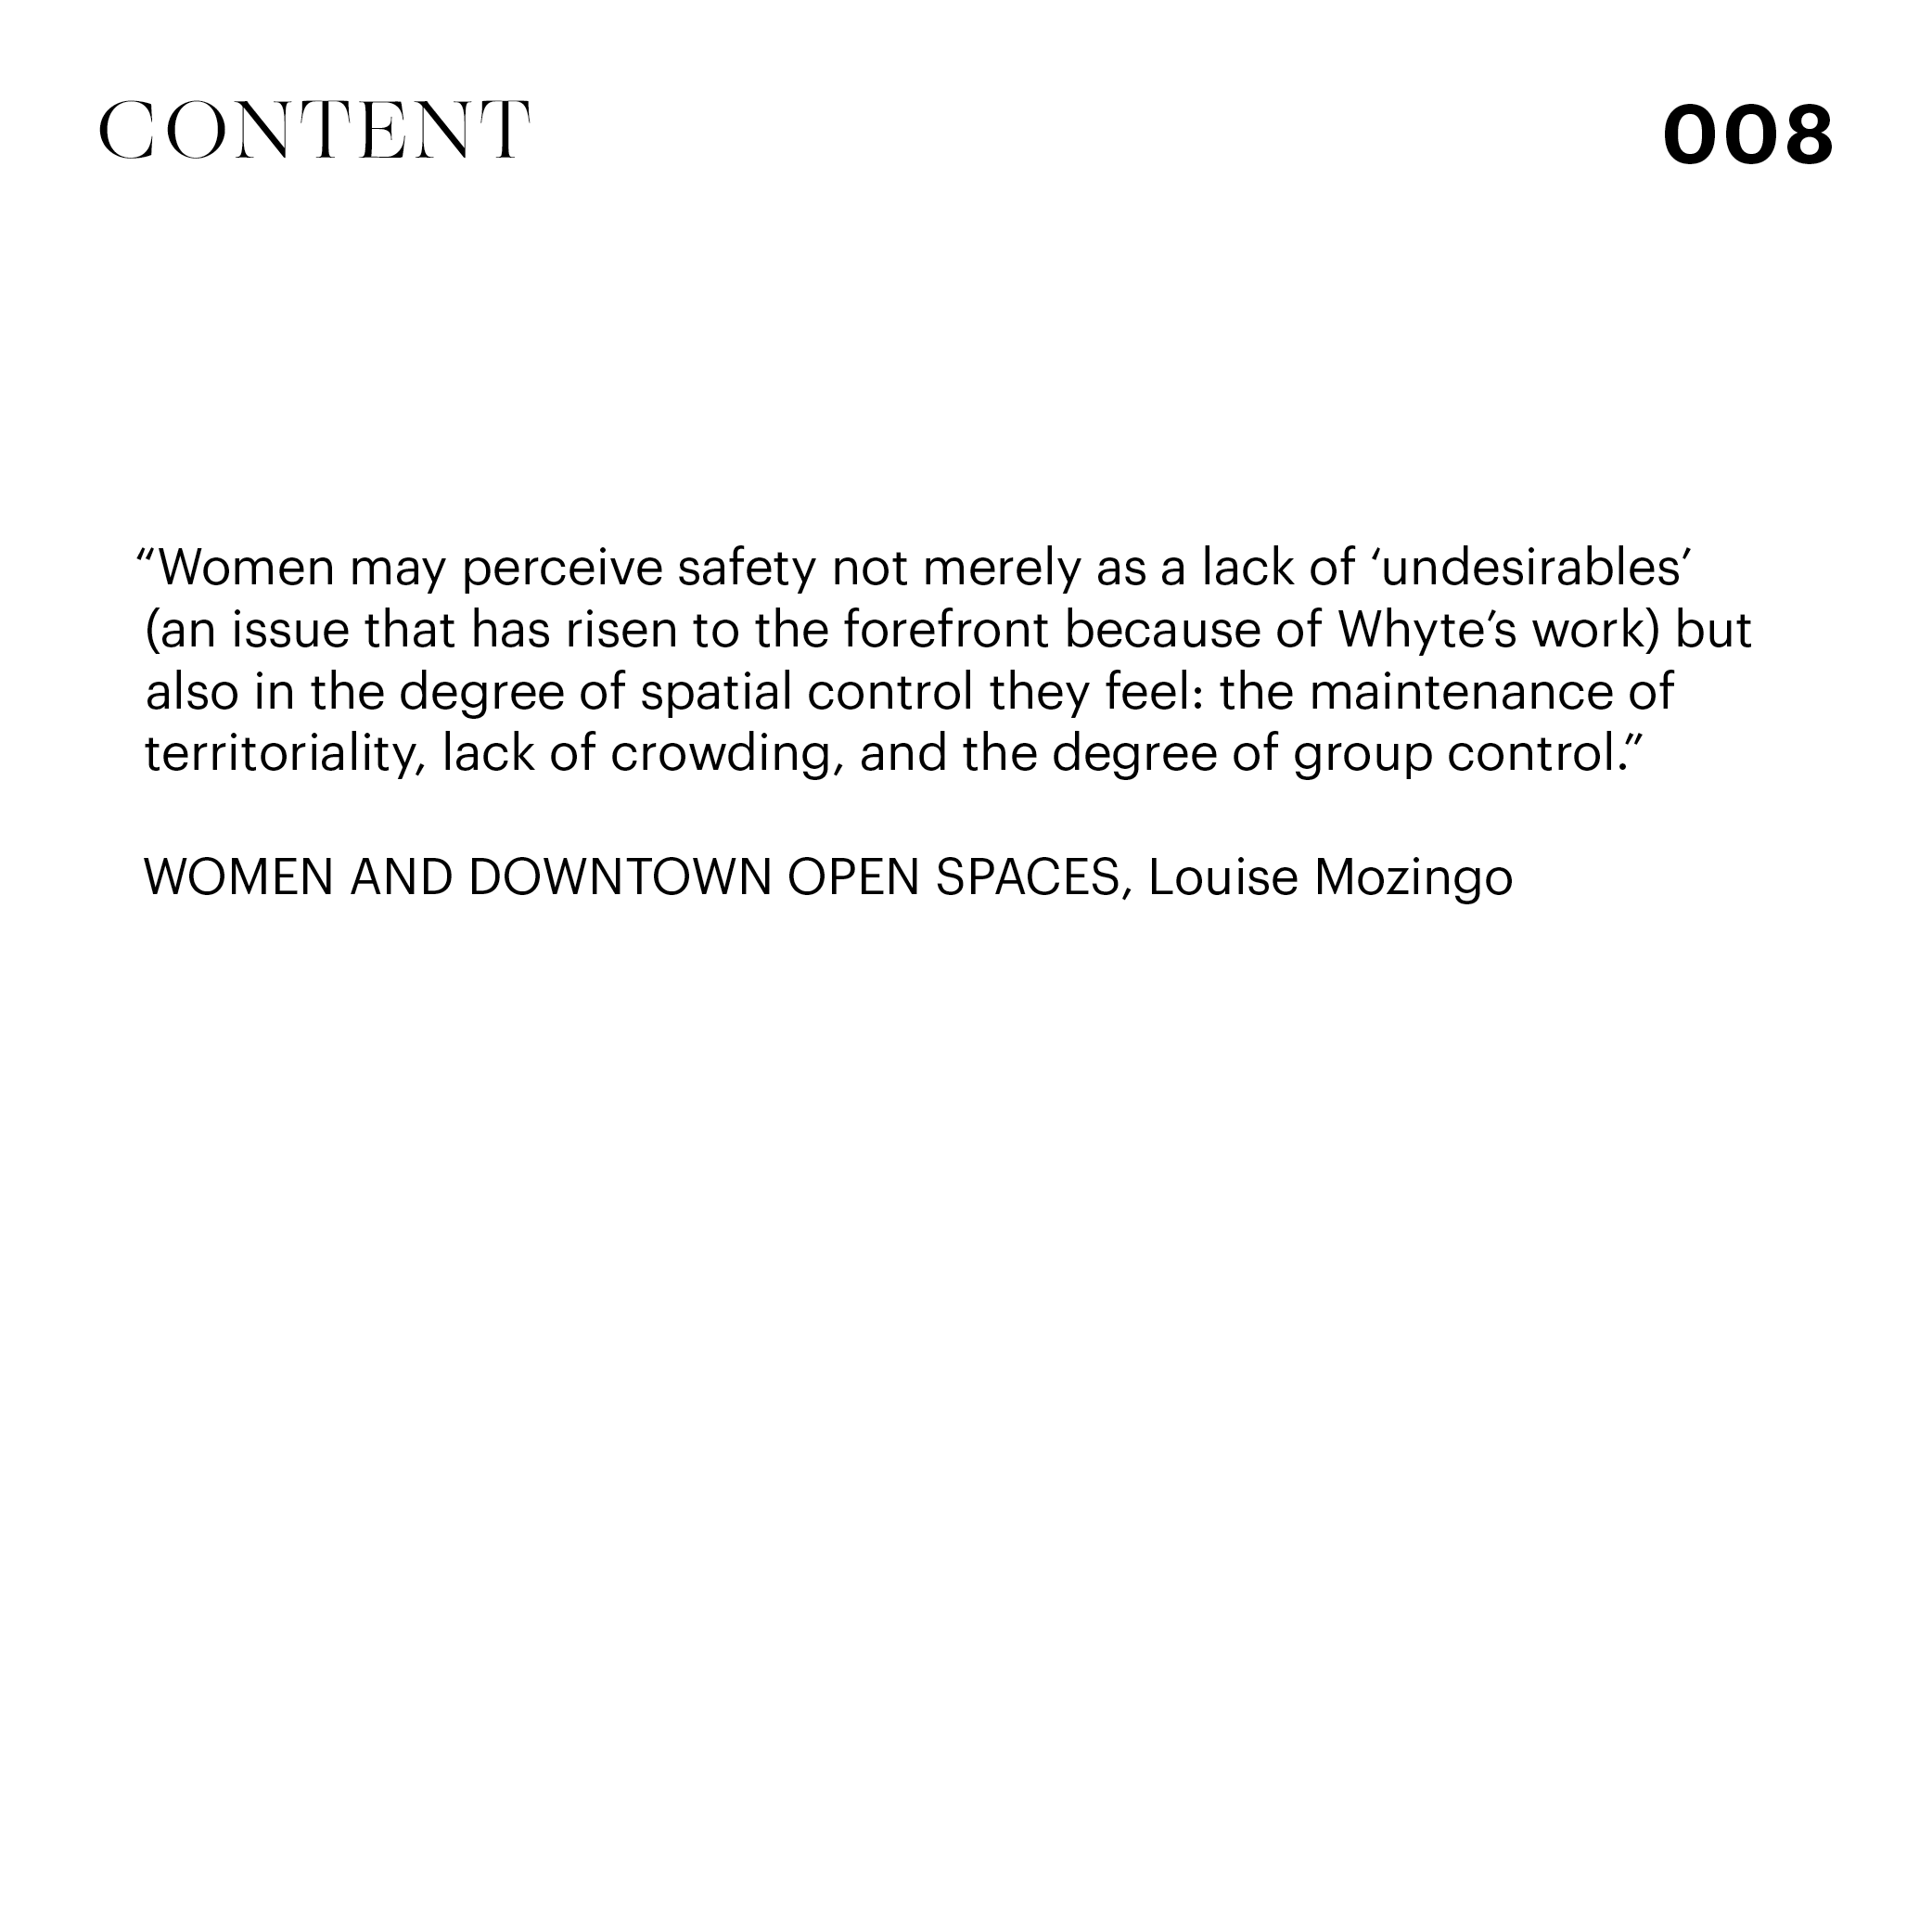 CONTENT 008
“Women may perceive safety not merely as a lack of ‘undesirables’
(an issue that has risen to the forefront because of Whyte’s work) but
also in the degree of spatial control they feel: the maintenance of
territoriality, lack of crowding, and the degree of group control.”
WOMEN AND DOWNTOWN OPEN SPACES, Louise Mozingo